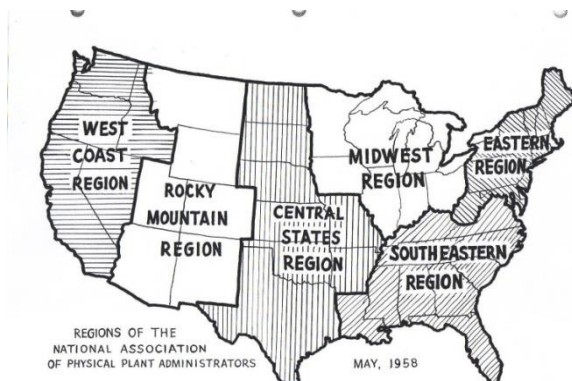 WEST
COAST
REGION
ROCKY
MOUNTAIN
REGION
CENTRAL
STATES
REGION
MIDWEST
REGION
EASTERN
REGION
SOUTHEASTERN
REGION
REGIONS OF THE
NATIONAL ASSOCIATION
OF PHYSICAL PLANT ADMINISTRATORS
MAY, 1958